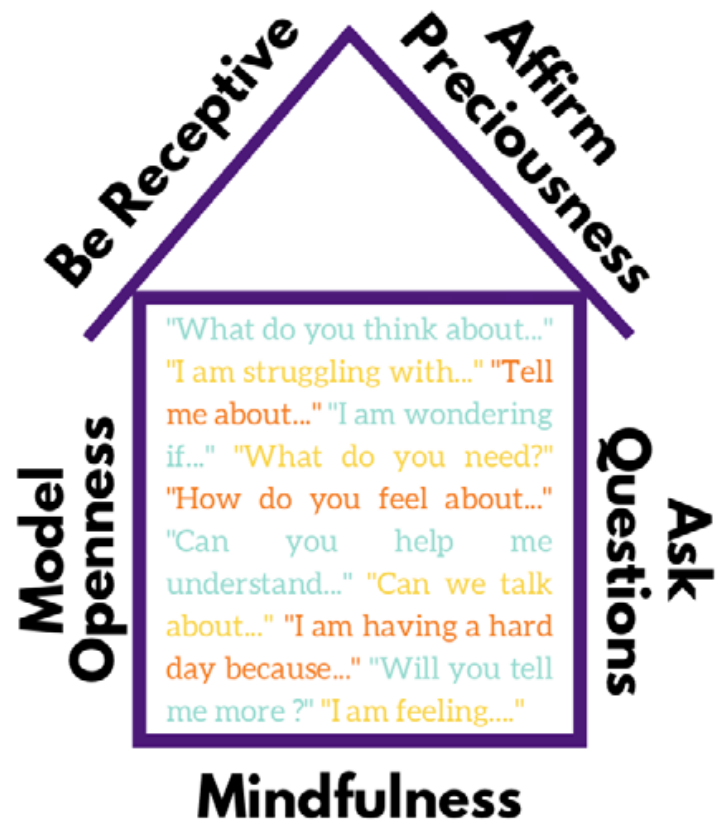 Be Receptive
Affirm
Preciousness
"What do you think about..."
"I am struggling with..." "Tell
me about..." "I am wondering
if..." "What do you need?"
"How do you feel about..."
"Can you help me
understand..." "Can we talk
about..." "I am having a hard
day because..." "Will you tell
me more ?" "I am feeling...."
Model
Openness
Ask
Questions
Mindfulness